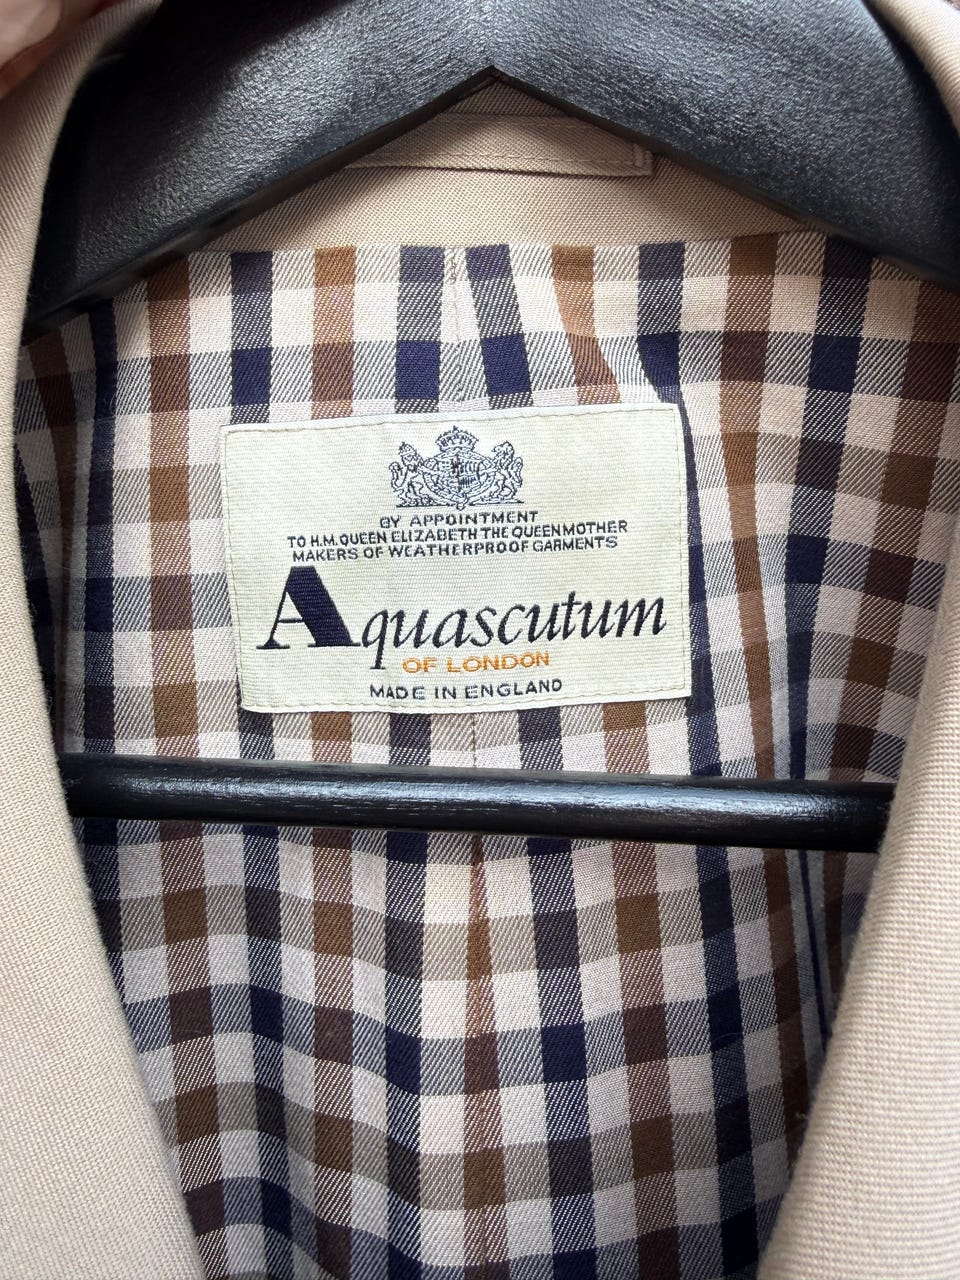 BY APPOINTMENT
TO H.M. QUEEN ELIZABETH THE QUEEN MOTHER
MAKERS OF WEATHERPROOF GARMENTS
Aquascutum
OF LONDON
MADE IN ENGLAND